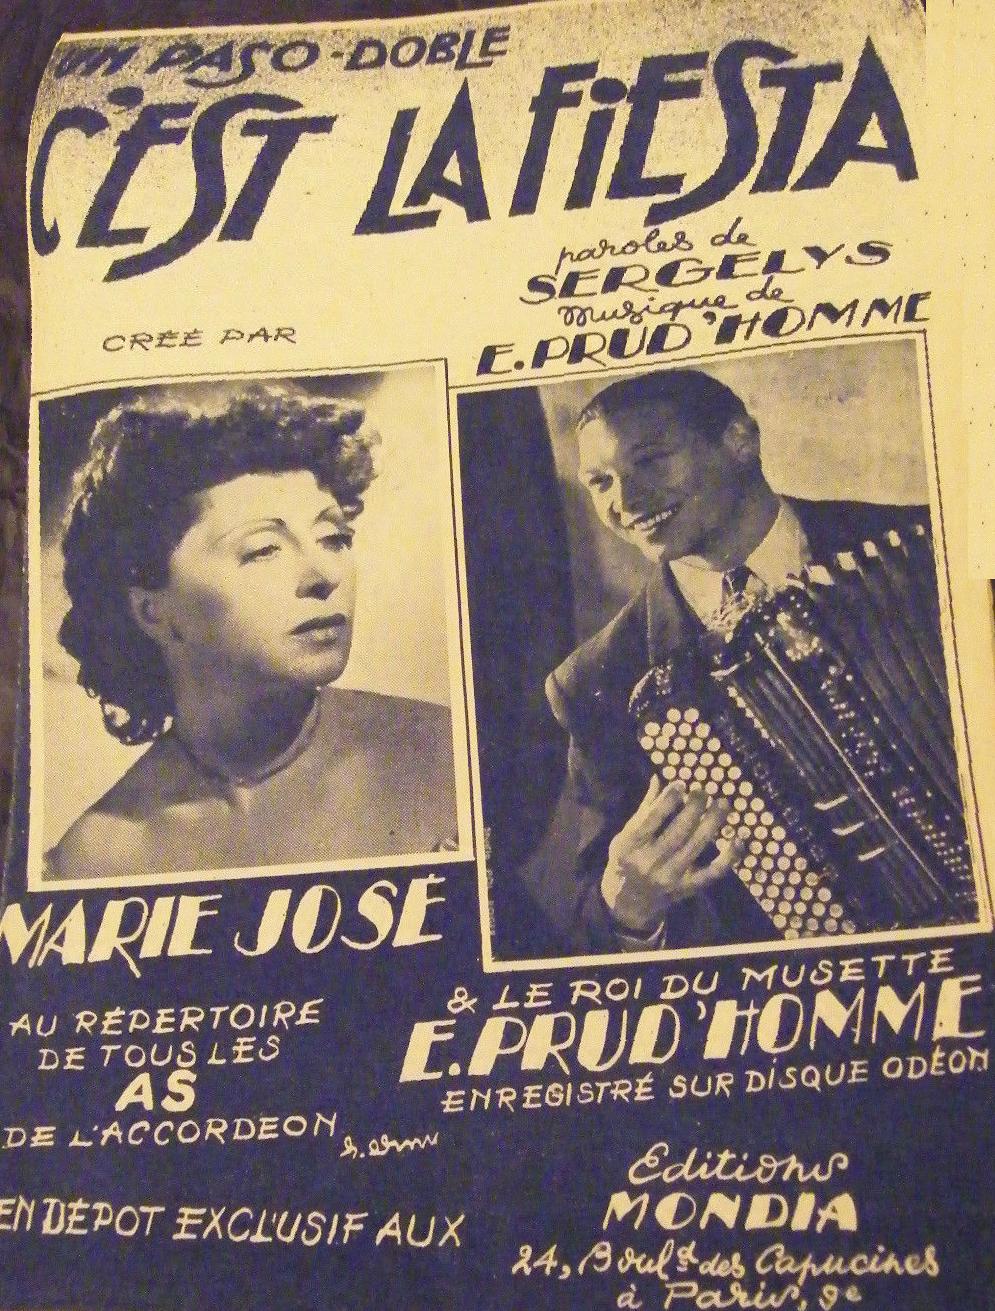 UN PASO-DOBLE
C'EST LA FiESTA
paroles de
SERGELYS
Musique de
E. PRUD'HOMME
CRÉÉ PAR
MARIE JOSÉ
& LE ROI DU MUSETTE
E. PRUD'HOMME
ENREGISTRÉ SUR DISQUE ODÉON
AU RÉPERTOIRE
DE TOUS LES
AS
DE L'ACCORDEON
EN DÉPOT EXCLUSIF AUX
Editions
MONDIA
24, Boul^d des Capucines
à Paris, 9e